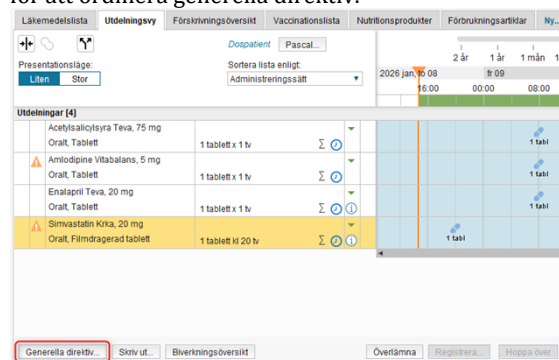 för att ordinera generella direktiv.
Läkemedelslista Utdelningsvy Förskrivningsöversikt Vaccinationslista Nutritionsprodukter Förbrukningsartiklar Ny...
Dospatient Pascal...
2 år 1 år 1 mån 1
Presentationsläge: Sortera lista enligt:
Liten Stor Administreringssätt
2026 jan, to 08 fr 09
16:00 00:00 08:00
Utdelningar [4]
Acetylsalicylsyra Teva, 75 mg
Oralt, Tablett 1 tablett x 1 tv Σ 1 tabl
Amlodipine Vitabalans, 5 mg
Oralt, Tablett 1 tablett x 1 tv Σ 1 tabl
Enalapril Teva, 20 mg
Oralt, Tablett 1 tablett x 1 tv Σ 1 tabl
Simvastatin Krka, 20 mg
Oralt, Filmdragerad tablett 1 tablett kl 20 tv Σ 1 tabl
Generella direktiv... Skriv ut... Biverkningsöversikt Överlämna Registrera... Hoppa över